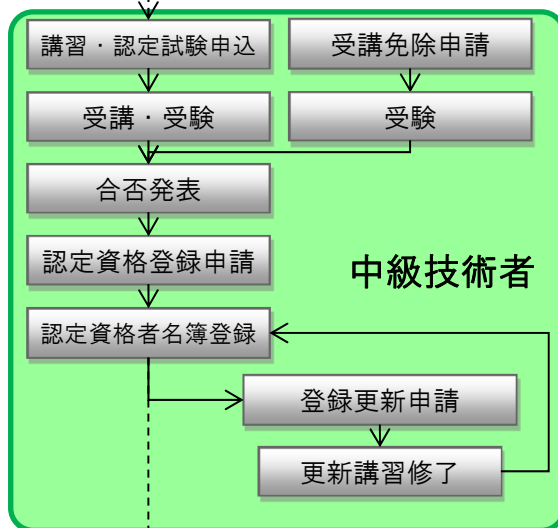 講習・認定試験申込
受講免除申請
受講・受験
受験
合否発表
認定資格登録申請
中級技術者
認定資格者名簿登録
登録更新申請
更新講習修了